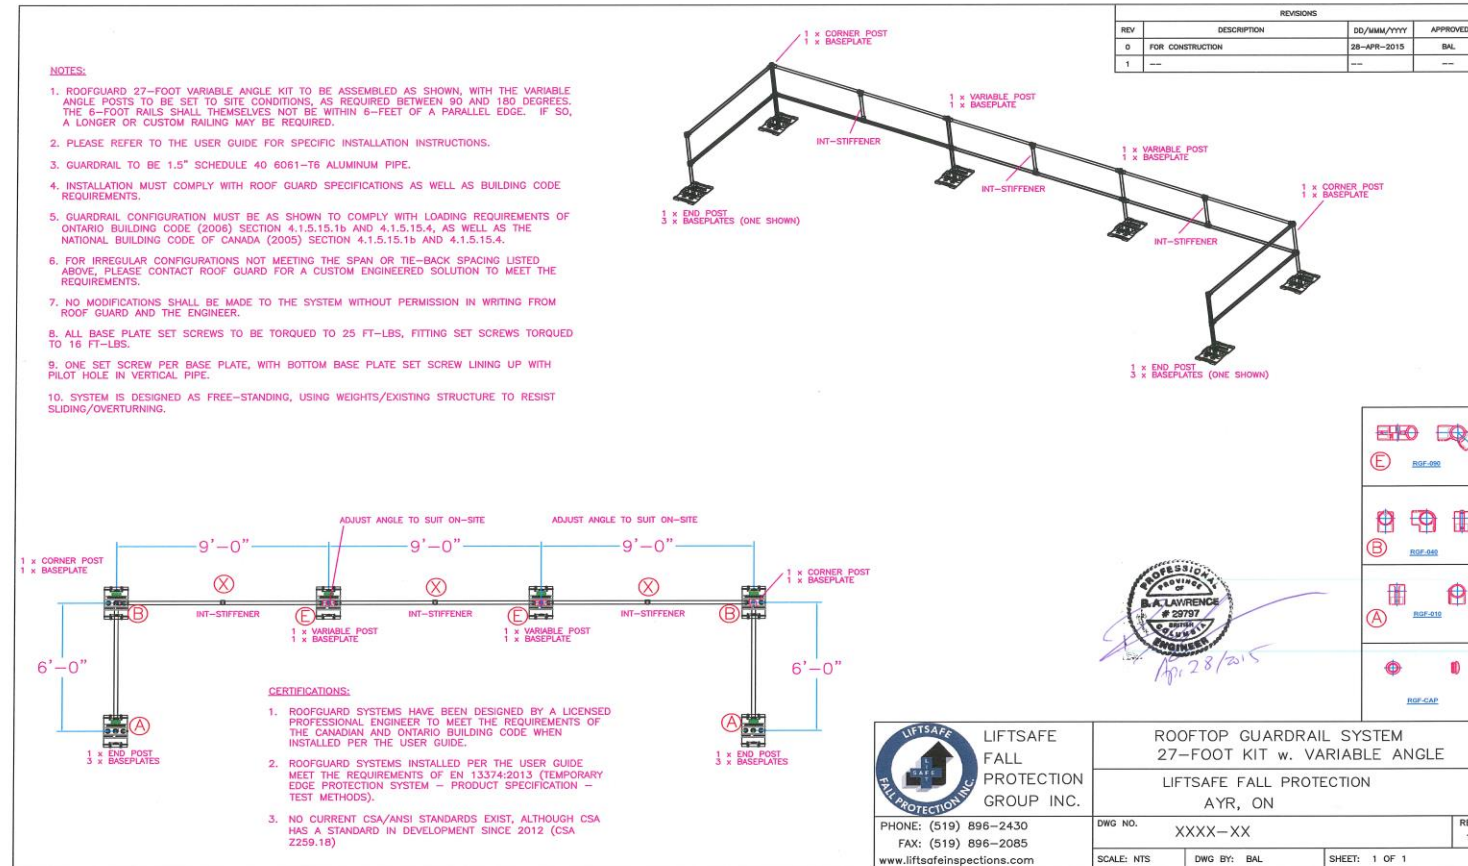 REVISIONS
REV DESCRIPTION DD/MMM/YYYY APPROVED
0 FOR CONSTRUCTION 28-APR-2015 BAL
1 -- -- --
NOTES:
1. ROOFGUARD 27-FOOT VARIABLE ANGLE KIT TO BE ASSEMBLED AS SHOWN, WITH THE VARIABLE
ANGLE POSTS TO BE SET TO SITE CONDITIONS, AS REQUIRED BETWEEN 90 AND 180 DEGREES.
THE 6-FOOT RAILS SHALL THEMSELVES NOT BE WITHIN 6-FEET OF A PARALLEL EDGE. IF SO,
A LONGER OR CUSTOM RAILING MAY BE REQUIRED.
2. PLEASE REFER TO THE USER GUIDE FOR SPECIFIC INSTALLATION INSTRUCTIONS.
3. GUARDRAIL TO BE 1.5" SCHEDULE 40 6061-T6 ALUMINUM PIPE.
4. INSTALLATION MUST COMPLY WITH ROOF GUARD SPECIFICATIONS AS WELL AS BUILDING CODE
REQUIREMENTS.
5. GUARDRAIL CONFIGURATION MUST BE AS SHOWN TO COMPLY WITH LOADING REQUIREMENTS OF
ONTARIO BUILDING CODE (2006) SECTION 4.1.5.15.1b AND 4.1.5.15.4, AS WELL AS THE
NATIONAL BUILDING CODE OF CANADA (2005) SECTION 4.1.5.15.1b AND 4.1.5.15.4.
6. FOR IRREGULAR CONFIGURATIONS NOT MEETING THE SPAN OR TIE-BACK SPACING LISTED
ABOVE, PLEASE CONTACT ROOF GUARD FOR A CUSTOM ENGINEERED SOLUTION TO MEET THE
REQUIREMENTS.
7. NO MODIFICATIONS SHALL BE MADE TO THE SYSTEM WITHOUT PERMISSION IN WRITING FROM
ROOF GUARD AND THE ENGINEER.
8. ALL BASE PLATE SET SCREWS TO BE TORQUED TO 25 FT-LBS, FITTING SET SCREWS TORQUED
TO 16 FT-LBS.
9. ONE SET SCREW PER BASE PLATE, WITH BOTTOM BASE PLATE SET SCREW LINING UP WITH
PILOT HOLE IN VERTICAL PIPE.
10. SYSTEM IS DESIGNED AS FREE-STANDING, USING WEIGHTS/EXISTING STRUCTURE TO RESIST
SLIDING/OVERTURNING.
1 x CORNER POST
1 x BASEPLATE
1 x VARIABLE POST
1 x BASEPLATE
INT-STIFFENER
1 x VARIABLE POST
1 x BASEPLATE
INT-STIFFENER
1 x CORNER POST
1 x BASEPLATE
1 x END POST
3 x BASEPLATES (ONE SHOWN)
INT-STIFFENER
1 x END POST
3 x BASEPLATES (ONE SHOWN)
E RGF-090
B RGF-040
A RGF-010
RGF-CAP
ADJUST ANGLE TO SUIT ON-SITE ADJUST ANGLE TO SUIT ON-SITE
9'-0" 9'-0" 9'-0"
1 x CORNER POST
1 x BASEPLATE
1 x CORNER POST
1 x BASEPLATE
X X X
B INT-STIFFENER E INT-STIFFENER E INT-STIFFENER B
1 x VARIABLE POST
1 x BASEPLATE
1 x VARIABLE POST
1 x BASEPLATE
6'-0" 6'-0"
A A
1 x END POST
3 x BASEPLATES
1 x END POST
3 x BASEPLATES
CERTIFICATIONS:
1. ROOFGUARD SYSTEMS HAVE BEEN DESIGNED BY A LICENSED
PROFESSIONAL ENGINEER TO MEET THE REQUIREMENTS OF
THE CANADIAN AND ONTARIO BUILDING CODE WHEN
INSTALLED PER THE USER GUIDE.
2. ROOFGUARD SYSTEMS INSTALLED PER THE USER GUIDE
MEET THE REQUIREMENTS OF EN 13374:2013 (TEMPORARY
EDGE PROTECTION SYSTEM - PRODUCT SPECIFICATION -
TEST METHODS).
3. NO CURRENT CSA/ANSI STANDARDS EXIST, ALTHOUGH CSA
HAS A STANDARD IN DEVELOPMENT SINCE 2012 (CSA
Z259.18)
PROFESSIONAL
PROVINCE
OF
B. A. LAWRENCE
# 29797
BRITISH
COLUMBIA
ENGINEER
Apr 28/2015
LIFTSAFE
LIFT
SAFE
FALL PROTECTION INC.
LIFTSAFE
FALL
PROTECTION
GROUP INC.
PHONE: (519) 896-2430
FAX: (519) 896-2085
www.liftsafeinspections.com
ROOFTOP GUARDRAIL SYSTEM
27-FOOT KIT w. VARIABLE ANGLE
LIFTSAFE FALL PROTECTION
AYR, ON
DWG NO. XXXX-XX
SCALE: NTS DWG BY: BAL SHEET: 1 OF 1